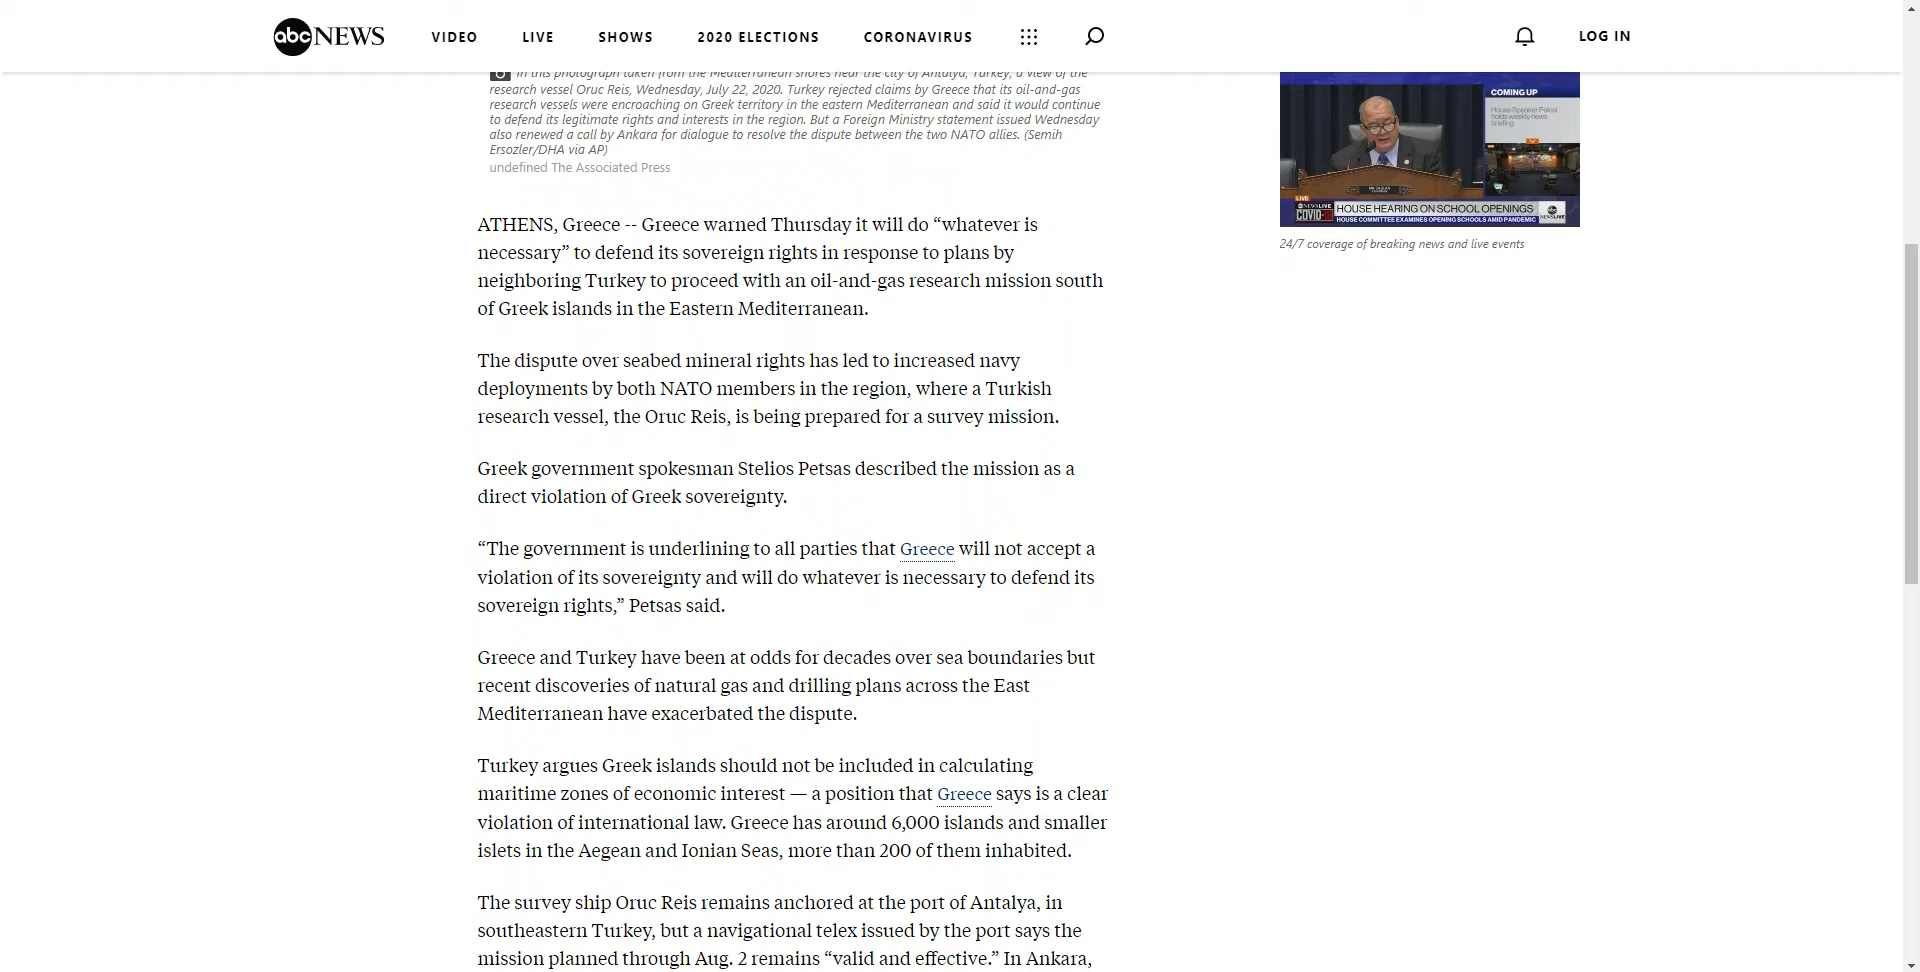 abc NEWS
VIDEO
LIVE
SHOWS
2020 ELECTIONS
CORONAVIRUS
LOG IN
In this photograph taken from the Mediterranean shores near the city of Antalya, Turkey, a view of the
research vessel Oruc Reis, Wednesday, July 22, 2020. Turkey rejected claims by Greece that its oil-and-gas
research vessels were encroaching on Greek territory in the eastern Mediterranean and said it would continue
to defend its legitimate rights and interests in the region. But a Foreign Ministry statement issued Wednesday
also renewed a call by Ankara for dialogue to resolve the dispute between the two NATO allies. (Semih
Ersozler/DHA via AP)
undefined The Associated Press
ATHENS, Greece -- Greece warned Thursday it will do “whatever is
necessary” to defend its sovereign rights in response to plans by
neighboring Turkey to proceed with an oil-and-gas research mission south
of Greek islands in the Eastern Mediterranean.
The dispute over seabed mineral rights has led to increased navy
deployments by both NATO members in the region, where a Turkish
research vessel, the Oruc Reis, is being prepared for a survey mission.
Greek government spokesman Stelios Petsas described the mission as a
direct violation of Greek sovereignty.
“The government is underlining to all parties that Greece will not accept a
violation of its sovereignty and will do whatever is necessary to defend its
sovereign rights,” Petsas said.
Greece and Turkey have been at odds for decades over sea boundaries but
recent discoveries of natural gas and drilling plans across the East
Mediterranean have exacerbated the dispute.
Turkey argues Greek islands should not be included in calculating
maritime zones of economic interest — a position that Greece says is a clear
violation of international law. Greece has around 6,000 islands and smaller
islets in the Aegean and Ionian Seas, more than 200 of them inhabited.
The survey ship Oruc Reis remains anchored at the port of Antalya, in
southeastern Turkey, but a navigational telex issued by the port says the
mission planned through Aug. 2 remains “valid and effective.” In Ankara,
COMING UP
House Speaker Pelosi
holds weekly news
briefing
LIVE
NEWS LIVE
COVID-
HOUSE HEARING ON SCHOOL OPENINGS
HOUSE COMMITTEE EXAMINES OPENING SCHOOLS AMID PANDEMIC
abc
NEWS LIVE
24/7 coverage of breaking news and live events